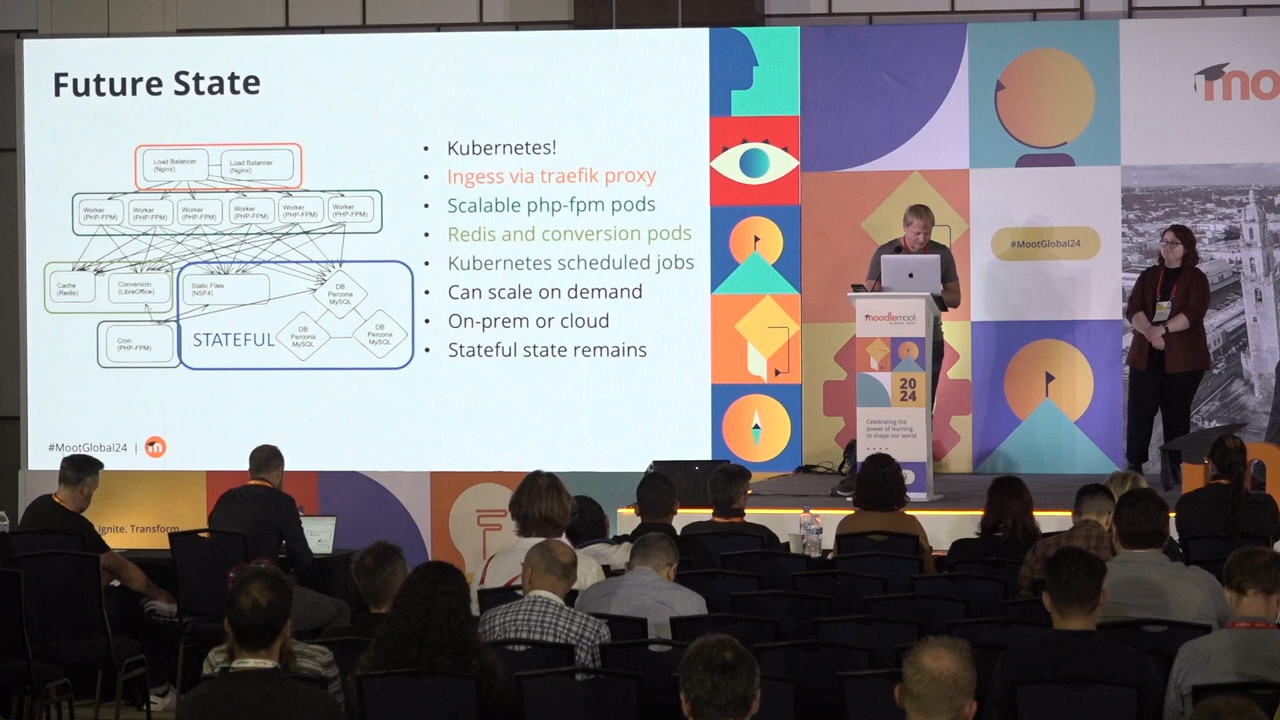 Future State
Load Balancer
(Nginx)
Load Balancer
(Nginx)
Worker
(PHP-FPM)
Worker
(PHP-FPM)
Worker
(PHP-FPM)
Worker
(PHP-FPM)
Worker
(PHP-FPM)
Worker
(PHP-FPM)
Cache
(Redis)
Conversion
(LibreOffice)
Static Files
(NSF4)
DB
Percona
MySQL
Cron
(PHP-FPM)
STATEFUL
DB
Percona
MySQL
DB
Percona
MySQL
• Kubernetes!
• Ingess via traefik proxy
• Scalable php-fpm pods
• Redis and conversion pods
• Kubernetes scheduled jobs
• Can scale on demand
• On-prem or cloud
• Stateful state remains
#MootGlobal24 | m
moo
#MootGlobal24
moodlemoot
GLOBAL 2024
20
24
Celebrating the
power of learning
to shape our world
Ignite. Transform